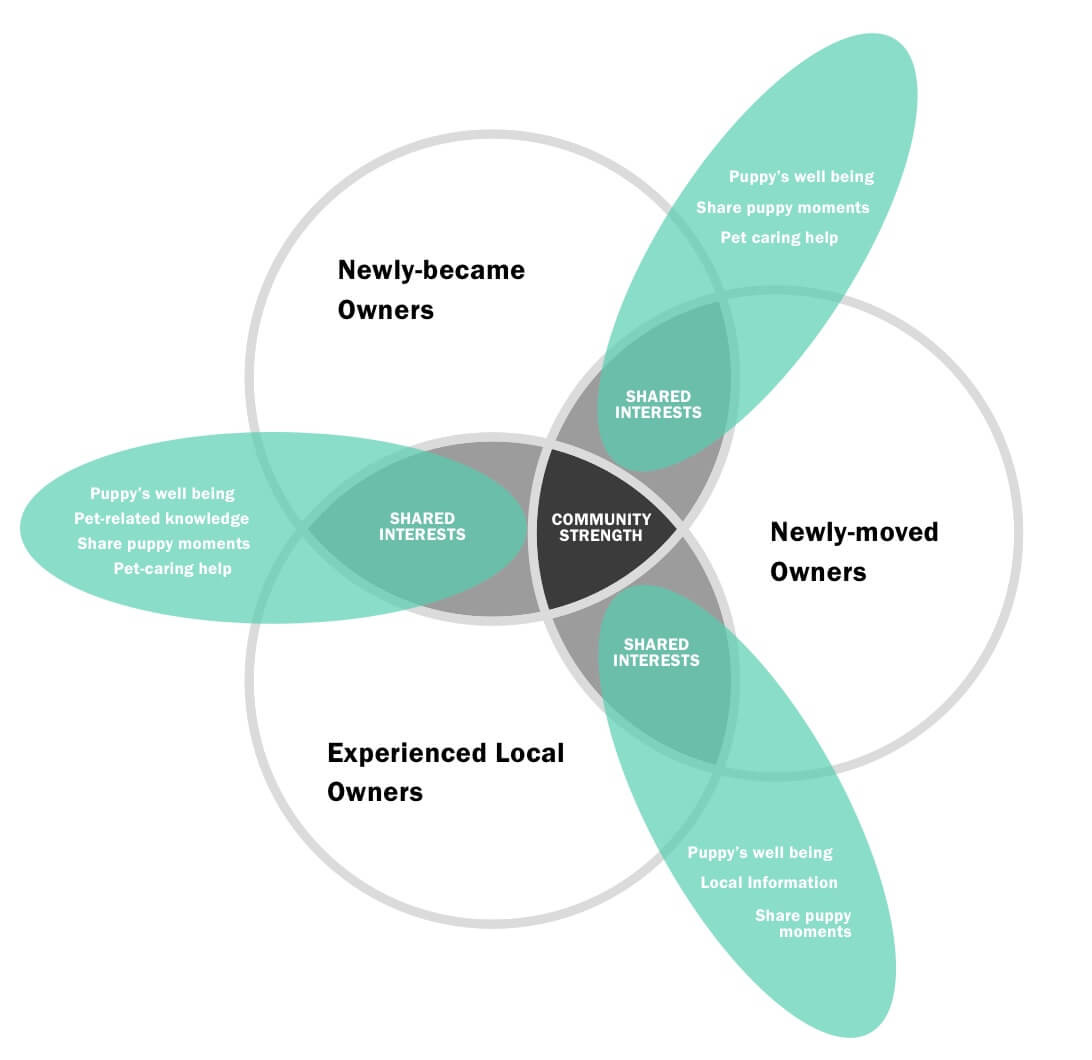 Puppy’s well being
Share puppy moments
Pet caring help
Newly-became
Owners
SHARED
INTERESTS
Puppy’s well being
Pet-related knowledge
Share puppy moments
Pet-caring help
SHARED
INTERESTS
COMMUNITY
STRENGTH
Newly-moved
Owners
SHARED
INTERESTS
Experienced Local
Owners
Puppy’s well being
Local Information
Share puppy
moments